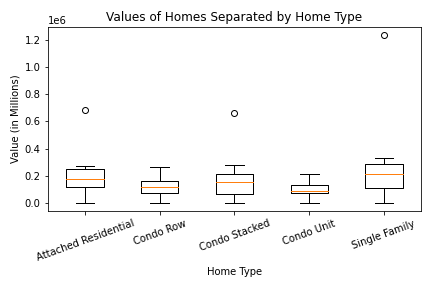 Values of Homes Separated by Home Type
1e6
1.2
1.0
0.8
0.6
0.4
0.2
0.0
Value (in Millions)
Attached Residential
Condo Row
Condo Stacked
Condo Unit
Single Family
Home Type